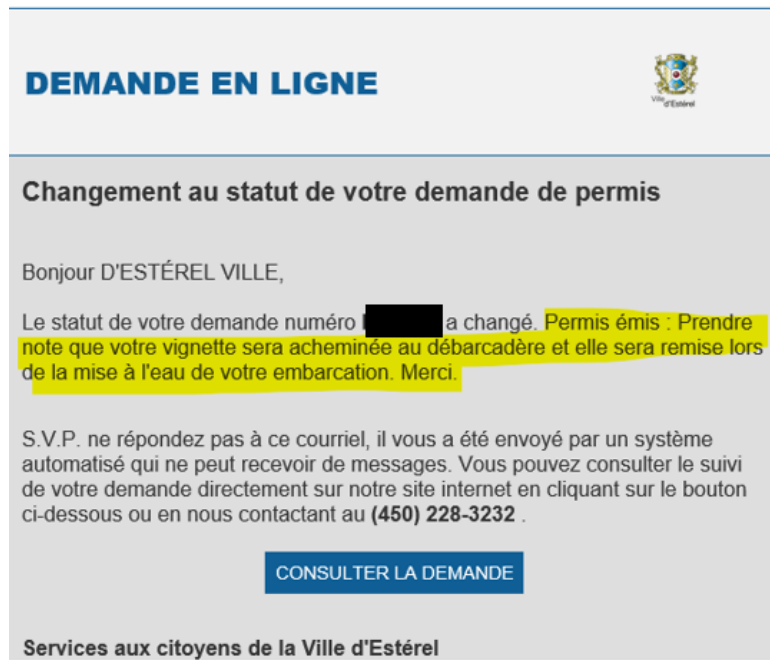 DEMANDE EN LIGNE
Ville
d'Estérel
Changement au statut de votre demande de permis
Bonjour D'ESTÉREL VILLE,
Le statut de votre demande numéro a changé. Permis émis : Prendre
note que votre vignette sera acheminée au débarcadère et elle sera remise lors
de la mise à l'eau de votre embarcation. Merci.
S.V.P. ne répondez pas à ce courriel, il vous a été envoyé par un système
automatisé qui ne peut recevoir de messages. Vous pouvez consulter le suivi
de votre demande directement sur notre site internet en cliquant sur le bouton
ci-dessous ou en nous contactant au (450) 228-3232 .
CONSULTER LA DEMANDE
Services aux citoyens de la Ville d'Estérel